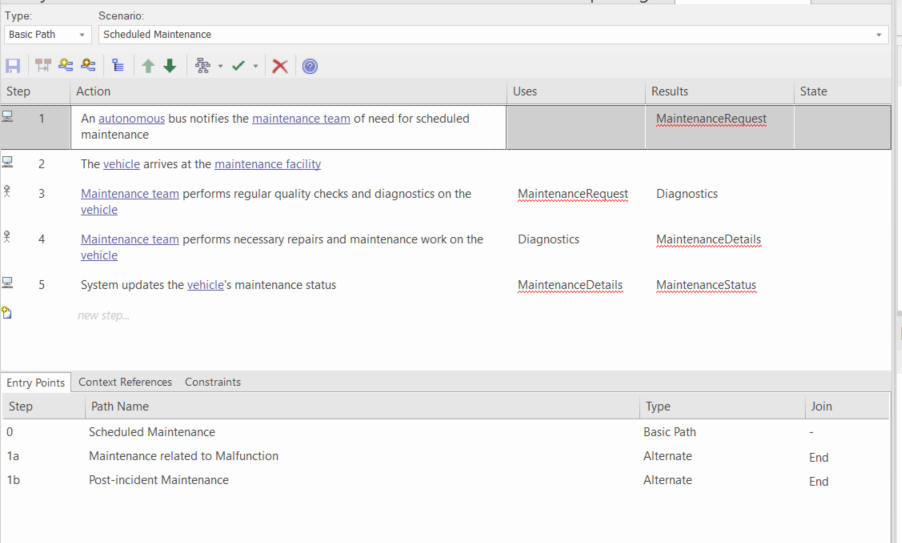 Type: Scenario:
Basic Path Scheduled Maintenance
Step Action Uses Results State
1 An autonomous bus notifies the maintenance team of need for scheduled MaintenanceRequest
maintenance
2 The vehicle arrives at the maintenance facility
3 Maintenance team performs regular quality checks and diagnostics on the MaintenanceRequest Diagnostics
vehicle
4 Maintenance team performs necessary repairs and maintenance work on the Diagnostics MaintenanceDetails
vehicle
5 System updates the vehicle's maintenance status MaintenanceDetails MaintenanceStatus
new step...
Entry Points Context References Constraints
Step Path Name Type Join
0 Scheduled Maintenance Basic Path -
1a Maintenance related to Malfunction Alternate End
1b Post-incident Maintenance Alternate End